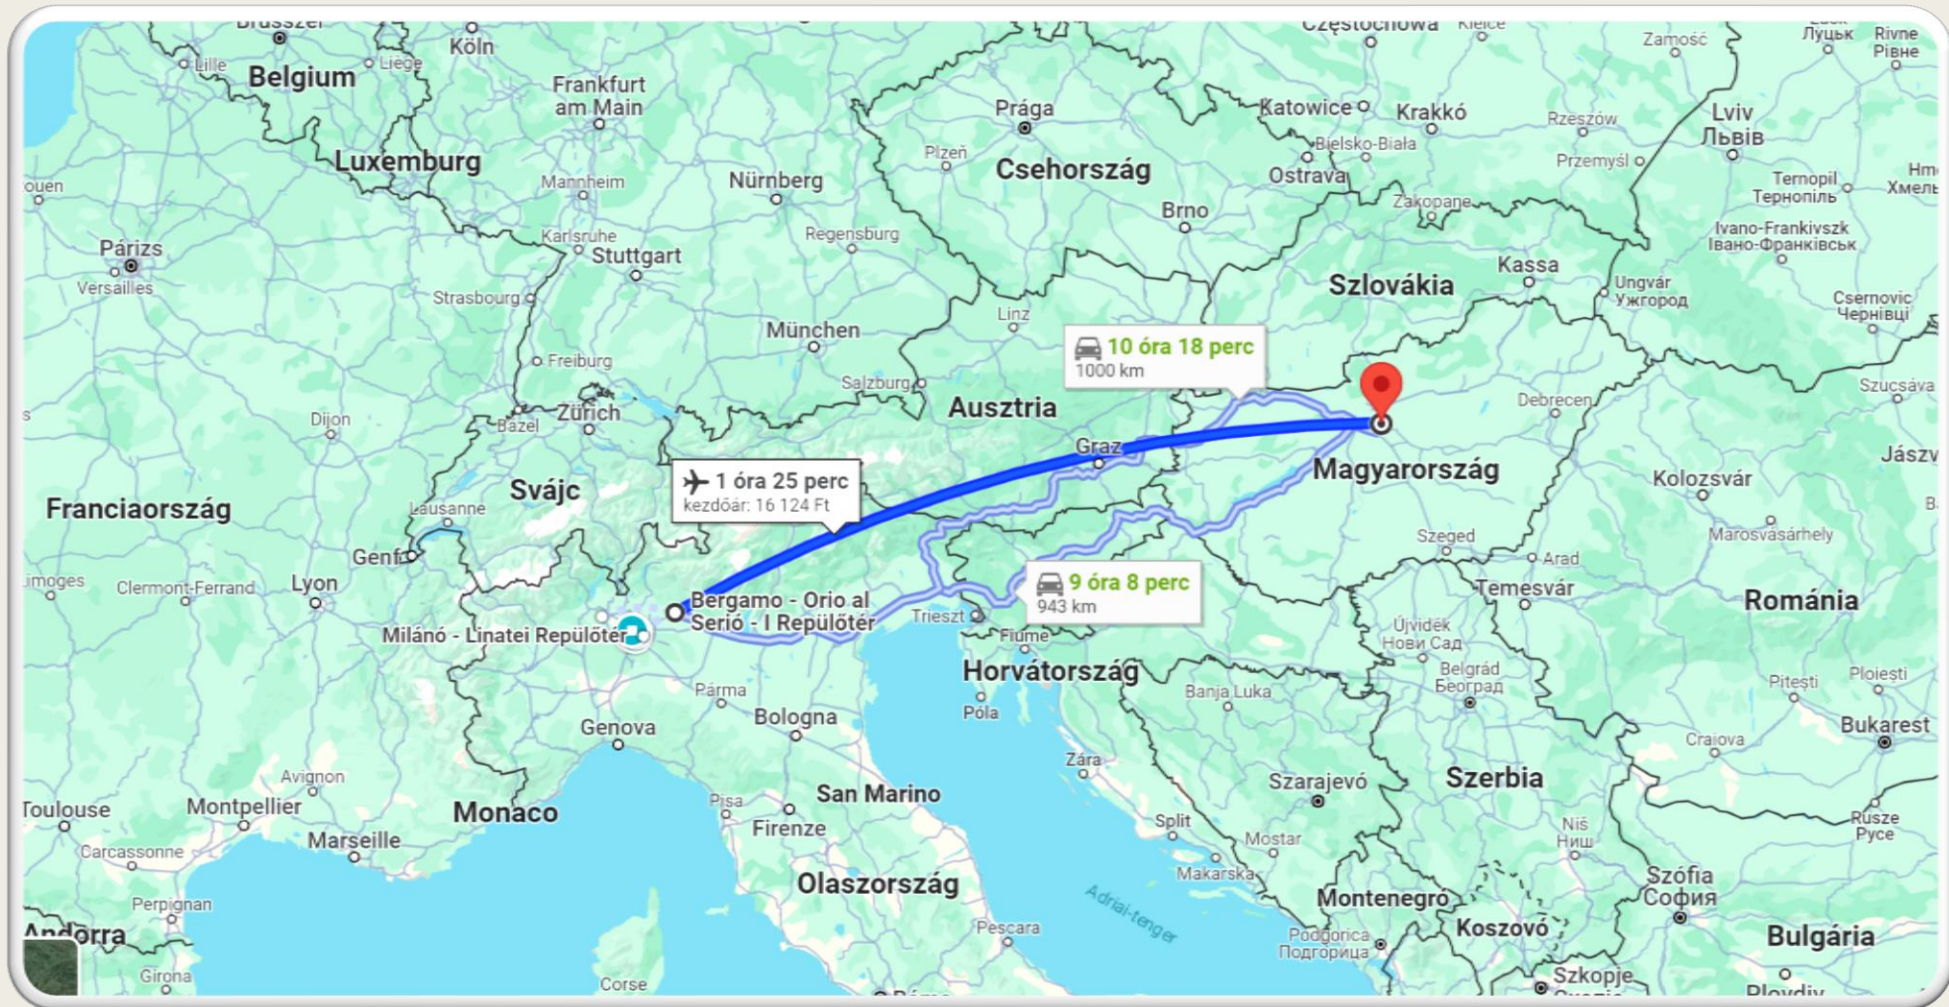 Brüsszel
Köln
Częstochowa
Kielce
Zamość
Луцьк
Rivne
Рівне
Lille
Belgium
Liège
Frankfurt
am Main
Prága
Katowice
Krakkó
Rzeszów
Lviv
Львів
Luxemburg
Plzeň
Bielsko-Biała
Przemyśl
Csehország
Ostrava
Mannheim
Nürnberg
Ternopil
Тернопіль
Zakopane
Brno
Karlsruhe
Regensburg
Ivano-Frankivszk
Івано-Франківськ
Párizs
Stuttgart
Versailles
Kassa
Szlovákia
Ungvár
Ужгород
Strasbourg
Csernovic
Чернівці
Linz
München
10 óra 18 perc
1000 km
Freiburg
Salzburg
Szucsáva
Dijon
Bázel
Zürich
Ausztria
Debrecen
Graz
Magyarország
Kolozsvár
1 óra 25 perc
kezdőár: 16 124 Ft
Svájc
Franciaország
Lausanne
Marosvásárhely
Szeged
Genf
Arad
Clermont-Ferrand
Lyon
9 óra 8 perc
943 km
Temesvár
Románia
Bergamo - Orio al
Serió - I Repülőtér
Trieszt
Milánó - Linatei Repülőtér
Fiume
Újvidék
Нови Сад
Horvátország
Belgrád
Београд
Párma
Banja Luka
Póla
Pitești
Ploiești
Genova
Bologna
Bukarest
Craiova
Zára
Avignon
Szarajevó
Szerbia
San Marino
Toulouse
Montpellier
Monaco
Pisa
Firenze
Split
Mostar
Niš
Ниш
Rusze
Русе
Marseille
Carcassonne
Makarska
Olaszország
Szófia
София
Perpignan
Adriai-tenger
Montenegró
Koszovó
Andorra
Pescara
Podgorica
Подгорица
Bulgária
Girona
Corse
Szkopje
Plovdiv